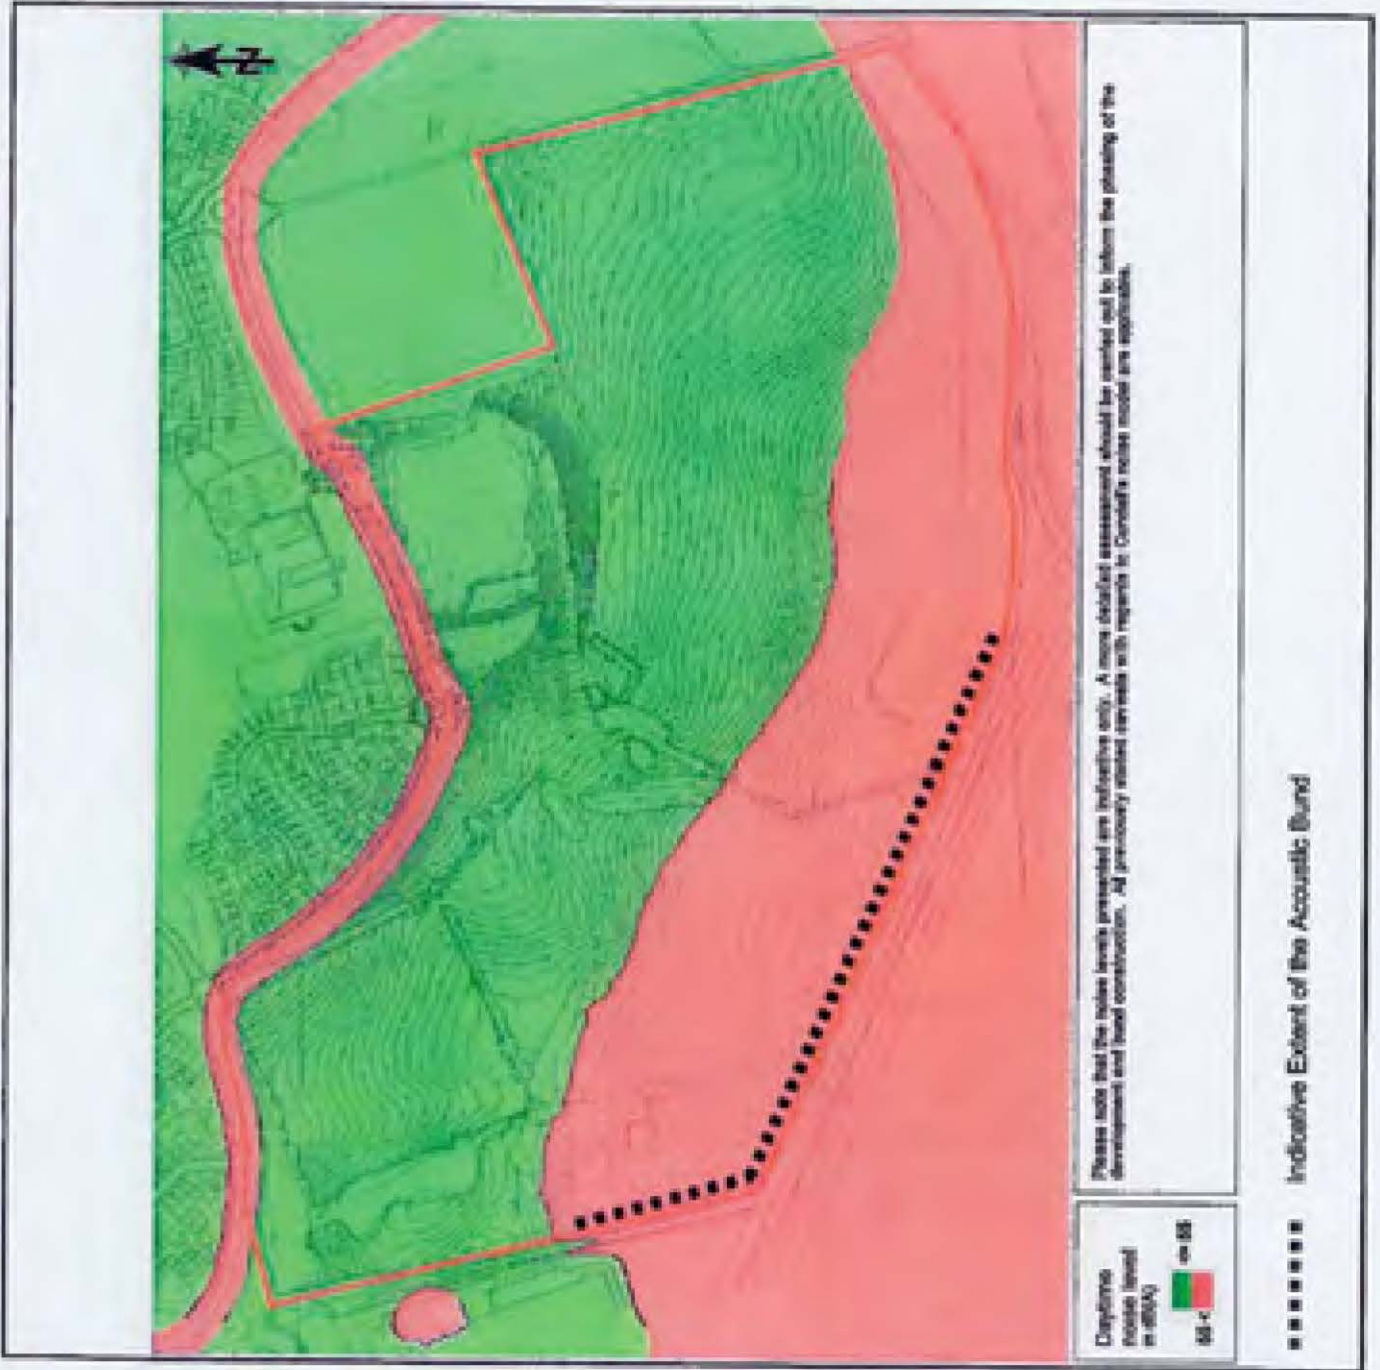 N
Please note that the noise levels presented are indicative only. A more detailed assessment should be carried out to inform the phasing of the
development and bund construction. All previously stated caveats with regards to noise model are applicable.
Daytime
noise level
in dB(A)
Indicative Extent of the Acoustic Bund